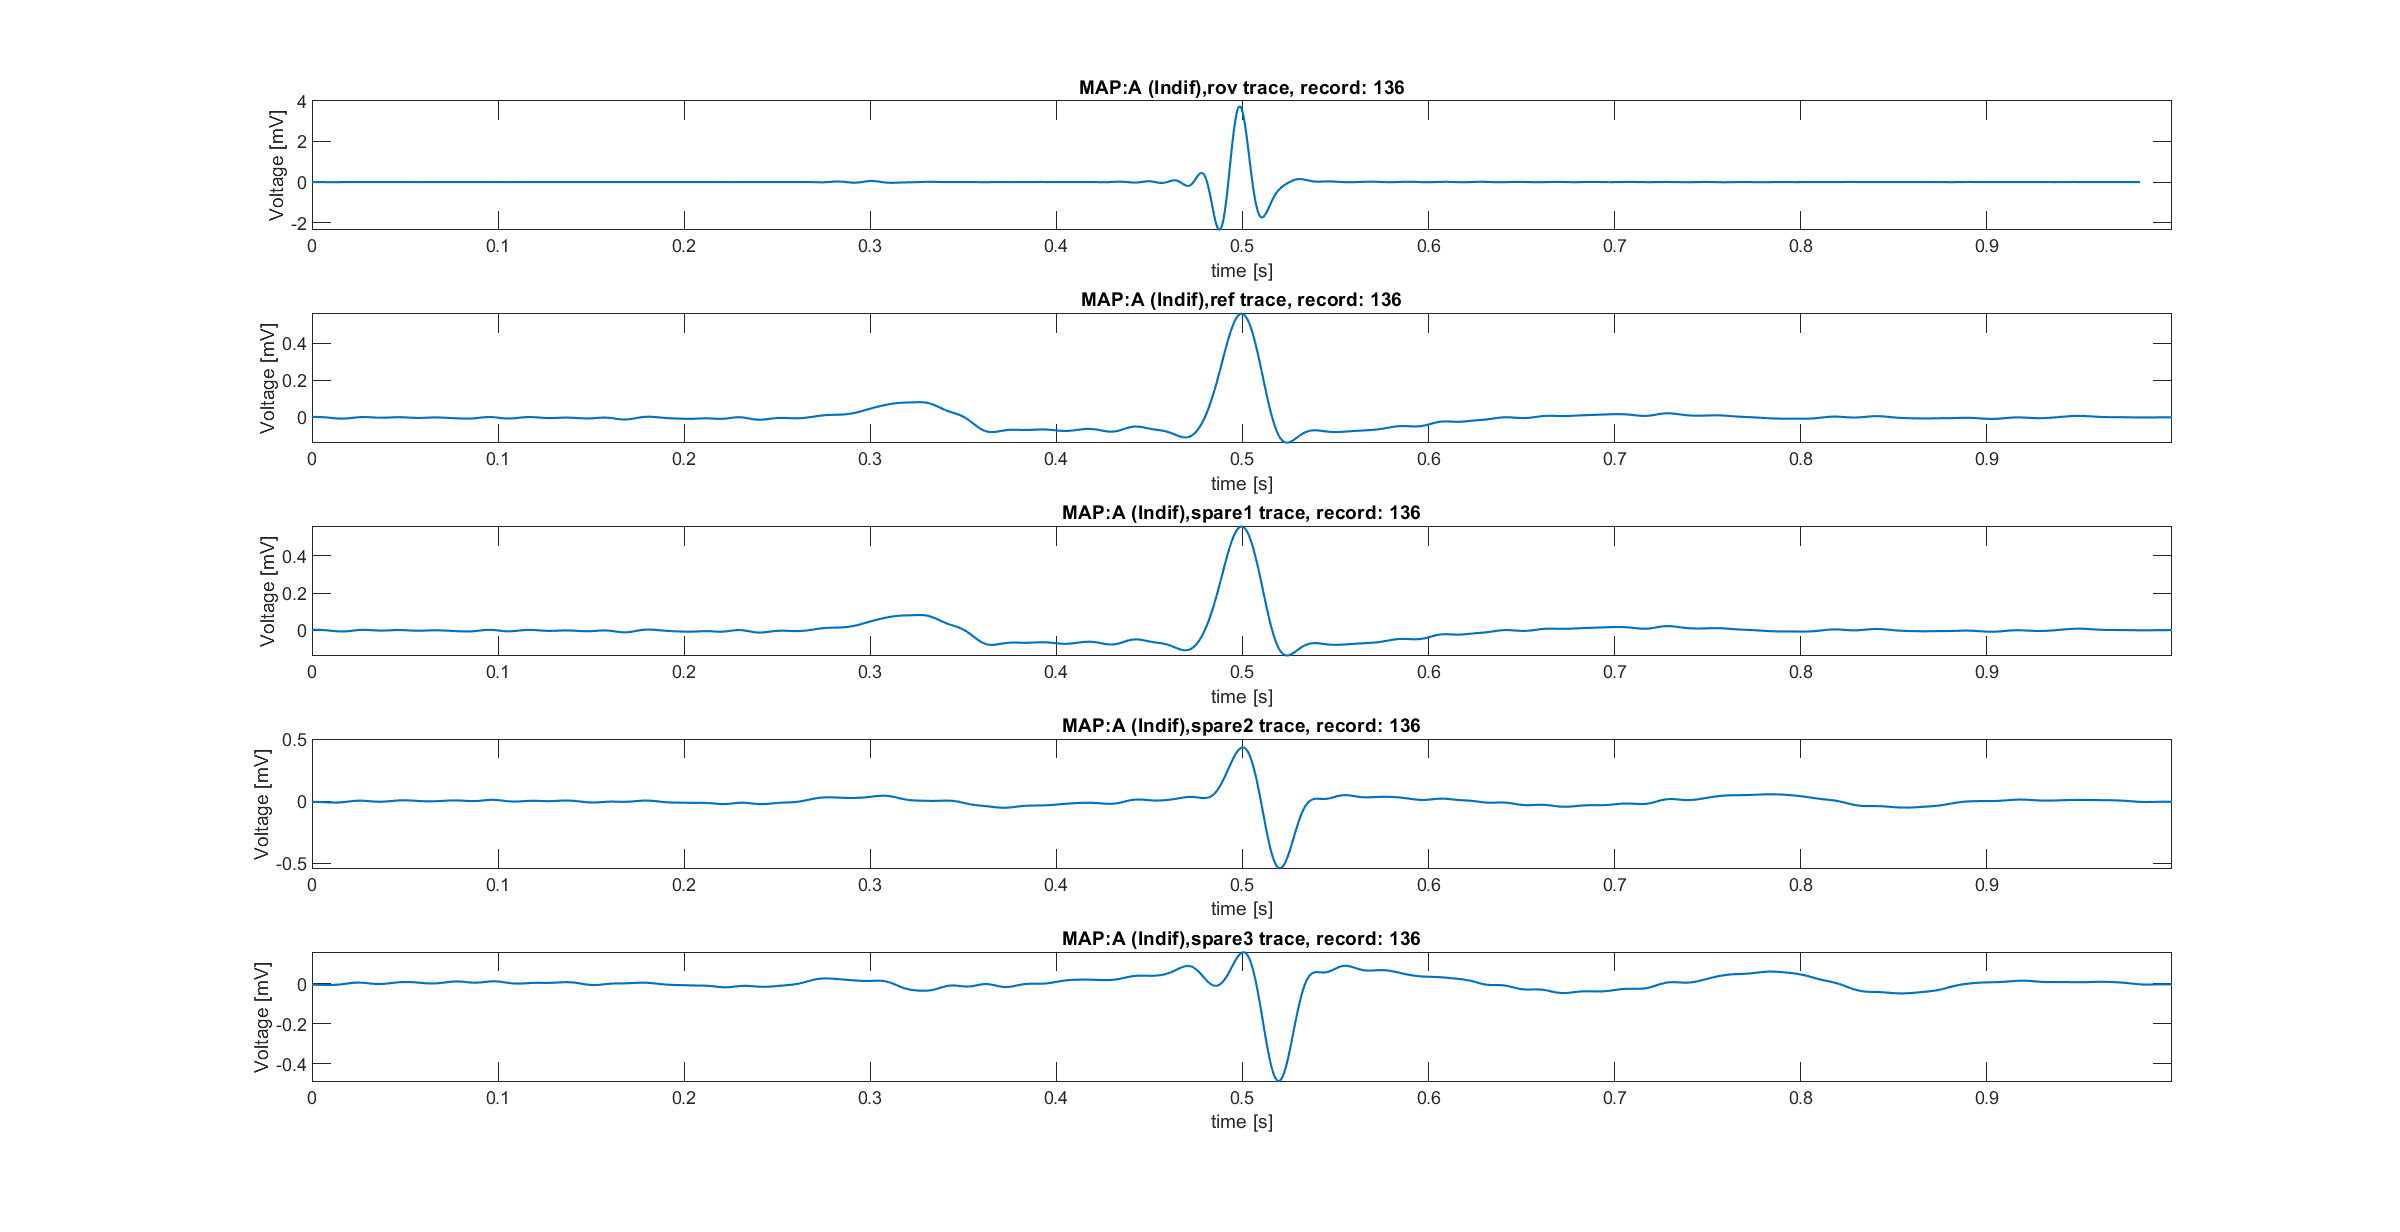 MAP:A (Indif),rov trace, record: 136
Voltage [mV]
4
2
0
-2
0 0.1 0.2 0.3 0.4 0.5 0.6 0.7 0.8 0.9
time [s]
MAP:A (Indif),ref trace, record: 136
Voltage [mV]
0.4
0.2
0
0 0.1 0.2 0.3 0.4 0.5 0.6 0.7 0.8 0.9
time [s]
MAP:A (Indif),spare1 trace, record: 136
Voltage [mV]
0.4
0.2
0
0 0.1 0.2 0.3 0.4 0.5 0.6 0.7 0.8 0.9
time [s]
MAP:A (Indif),spare2 trace, record: 136
Voltage [mV]
0.5
0
-0.5
0 0.1 0.2 0.3 0.4 0.5 0.6 0.7 0.8 0.9
time [s]
MAP:A (Indif),spare3 trace, record: 136
Voltage [mV]
0
-0.2
-0.4
0 0.1 0.2 0.3 0.4 0.5 0.6 0.7 0.8 0.9
time [s]